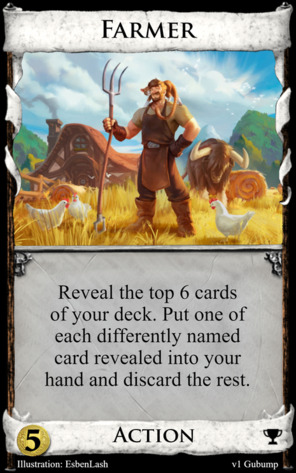 FARMER
Reveal the top 6 cards
of your deck. Put one of
each differently named
card revealed into your
hand and discard the rest.
5
ACTION
Illustration: EsbenLash
v1 Gubump